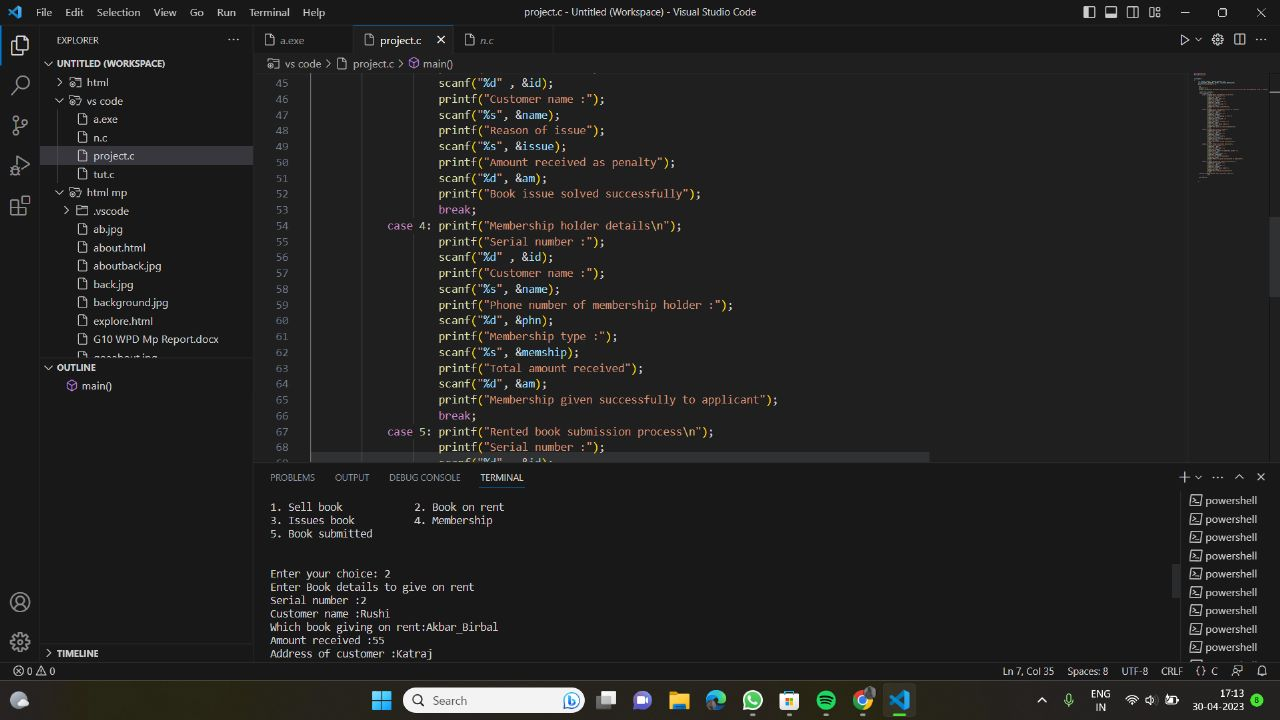 File Edit Selection View Go Run Terminal Help
project.c - Untitled (Workspace) - Visual Studio Code
EXPLORER
UNTITLED (WORKSPACE)
html
vs code
a.exe
n.c
project.c
tut.c
html mp
.vscode
ab.jpg
about.html
aboutback.jpg
back.jpg
background.jpg
explore.html
G10 WPD Mp Report.docx
OUTLINE
main()
TIMELINE
a.exe project.c n.c
vs code > project.c > main()
45 scanf("%d" , &id);
46 printf("Customer name :");
47 scanf("%s", &name);
48 printf("Reason of issue");
49 scanf("%s", &issue);
50 printf("Amount received as penalty");
51 scanf("%d", &am);
52 printf("Book issue solved successfully");
53 break;
54 case 4: printf("Membership holder details\n");
55 printf("Serial number :");
56 scanf("%d" , &id);
57 printf("Customer name :");
58 scanf("%s", &name);
59 printf("Phone number of membership holder :");
60 scanf("%d", &phn);
61 printf("Membership type :");
62 scanf("%s", &memship);
63 printf("Total amount received");
64 scanf("%d", &am);
65 printf("Membership given successfully to applicant");
66 break;
67 case 5: printf("Rented book submission process\n");
68 printf("Serial number :");
69 scanf("%d" , &id);
PROBLEMS OUTPUT DEBUG CONSOLE TERMINAL
1. Sell book 2. Book on rent
3. Issues book 4. Membership
5. Book submitted
Enter your choice: 2
Enter Book details to give on rent
Serial number :2
Customer name :Rushi
Which book giving on rent:Akbar_Birbal
Amount received :55
Address of customer :Katraj
powershell
powershell
powershell
powershell
powershell
powershell
powershell
powershell
powershell
0 0
Ln 7, Col 35 Spaces: 8 UTF-8 CRLF {} C
Search
ENG
IN
17:13
30-04-2023
8